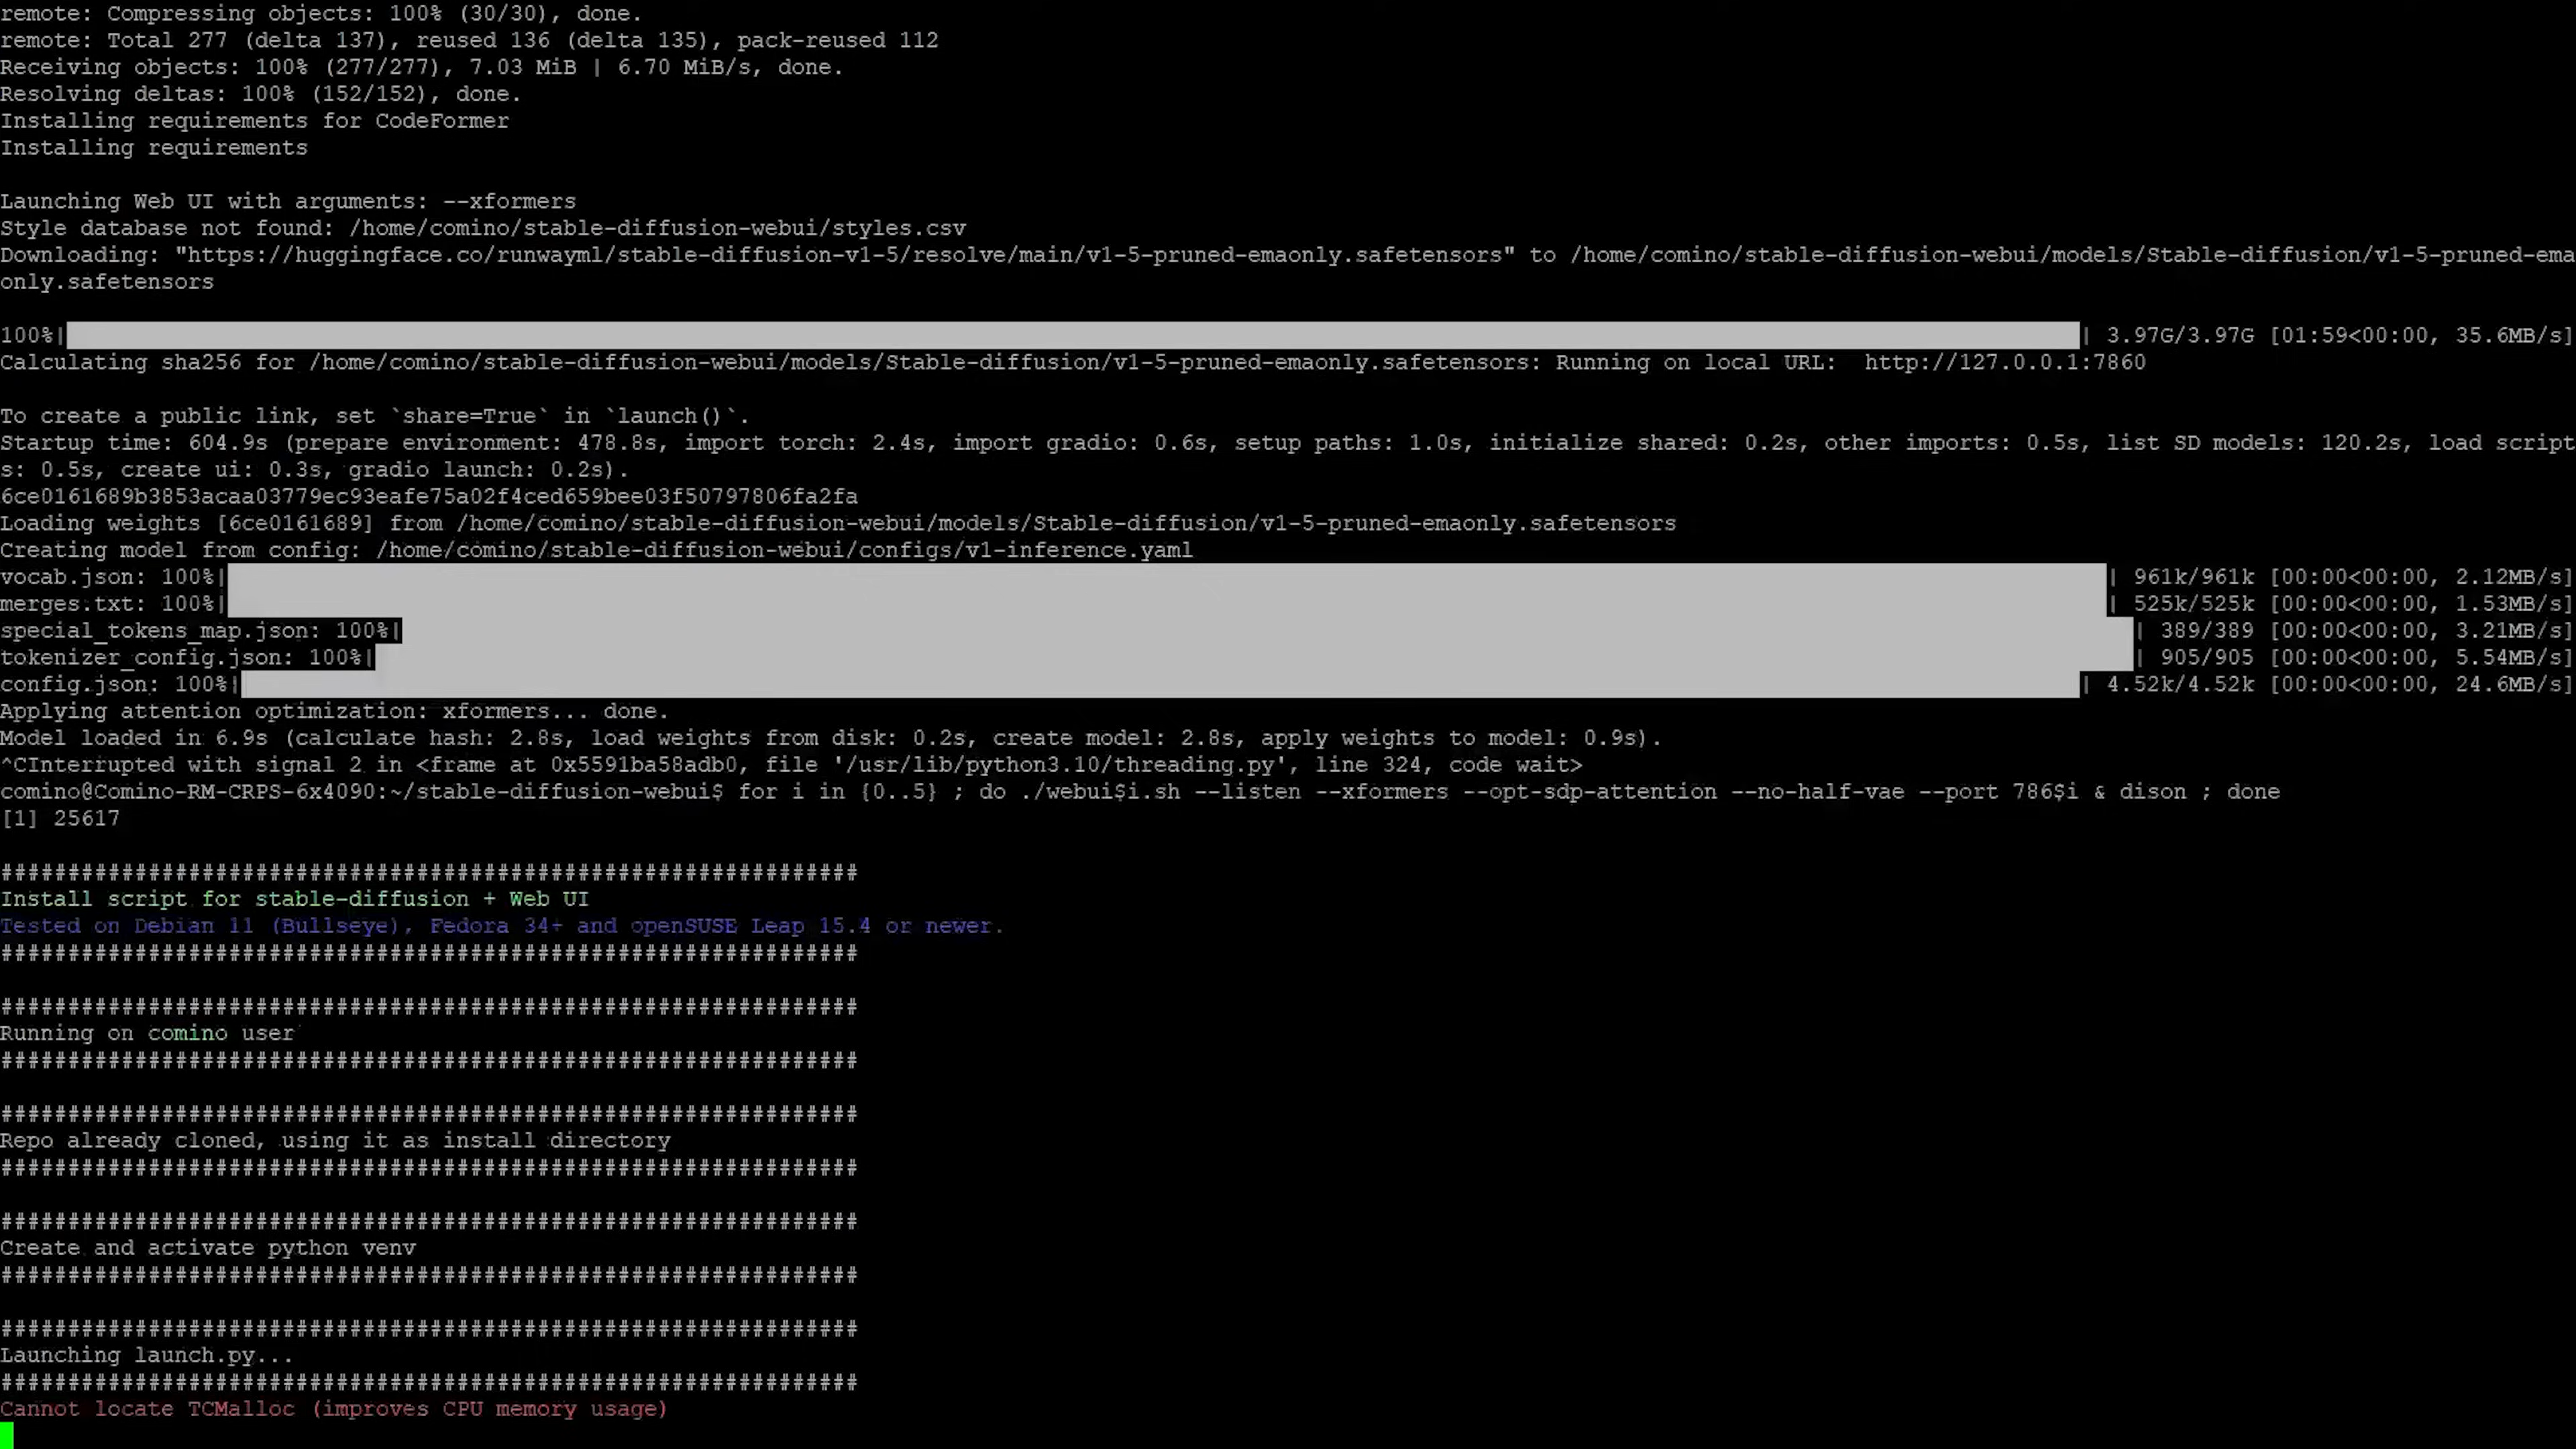 remote: Compressing objects: 100% (30/30), done.
remote: Total 277 (delta 137), reused 136 (delta 135), pack-reused 112
Receiving objects: 100% (277/277), 7.03 MiB | 6.70 MiB/s, done.
Resolving deltas: 100% (152/152), done.
Installing requirements for CodeFormer
Installing requirements
Launching Web UI with arguments: --xformers
Style database not found: /home/comino/stable-diffusion-webui/styles.csv
Downloading: "https://huggingface.co/runwayml/stable-diffusion-v1-5/resolve/main/v1-5-pruned-emaonly.safetensors" to /home/comino/stable-diffusion-webui/models/Stable-diffusion/v1-5-pruned-ema
only.safetensors
100%| | 3.97G/3.97G [01:59<00:00, 35.6MB/s]
Calculating sha256 for /home/comino/stable-diffusion-webui/models/Stable-diffusion/v1-5-pruned-emaonly.safetensors: Running on local URL:  http://127.0.0.1:7860
To create a public link, set `share=True` in `launch()`.
Startup time: 604.9s (prepare environment: 478.8s, import torch: 2.4s, import gradio: 0.6s, setup paths: 1.0s, initialize shared: 0.2s, other imports: 0.5s, list SD models: 120.2s, load script
s: 0.5s, create ui: 0.3s, gradio launch: 0.2s).
6ce0161689b3853acaa03779ec93eafe75a02f4ced659bee03f50797806fa2fa
Loading weights [6ce0161689] from /home/comino/stable-diffusion-webui/models/Stable-diffusion/v1-5-pruned-emaonly.safetensors
Creating model from config: /home/comino/stable-diffusion-webui/configs/v1-inference.yaml
vocab.json: 100%| | 961k/961k [00:00<00:00, 2.12MB/s]
merges.txt: 100%| | 525k/525k [00:00<00:00, 1.53MB/s]
special_tokens_map.json: 100%| | 389/389 [00:00<00:00, 3.21MB/s]
tokenizer_config.json: 100%| | 905/905 [00:00<00:00, 5.54MB/s]
config.json: 100%| | 4.52k/4.52k [00:00<00:00, 24.6MB/s]
Applying attention optimization: xformers... done.
Model loaded in 6.9s (calculate hash: 2.8s, load weights from disk: 0.2s, create model: 2.8s, apply weights to model: 0.9s).
^CInterrupted with signal 2 in <frame at 0x5591ba58adb0, file '/usr/lib/python3.10/threading.py', line 324, code wait>
comino@Comino-RM-CRPS-6x4090:~/stable-diffusion-webui$ for i in {0..5} ; do ./webui$i.sh --listen --xformers --opt-sdp-attention --no-half-vae --port 786$i & dison ; done
[1] 25617
################################################################
Install script for stable-diffusion + Web UI
Tested on Debian 11 (Bullseye), Fedora 34+ and openSUSE Leap 15.4 or newer.
################################################################
################################################################
Running on comino user
################################################################
################################################################
Repo already cloned, using it as install directory
################################################################
################################################################
Create and activate python venv
################################################################
################################################################
Launching launch.py...
################################################################
Cannot locate TCMalloc (improves CPU memory usage)